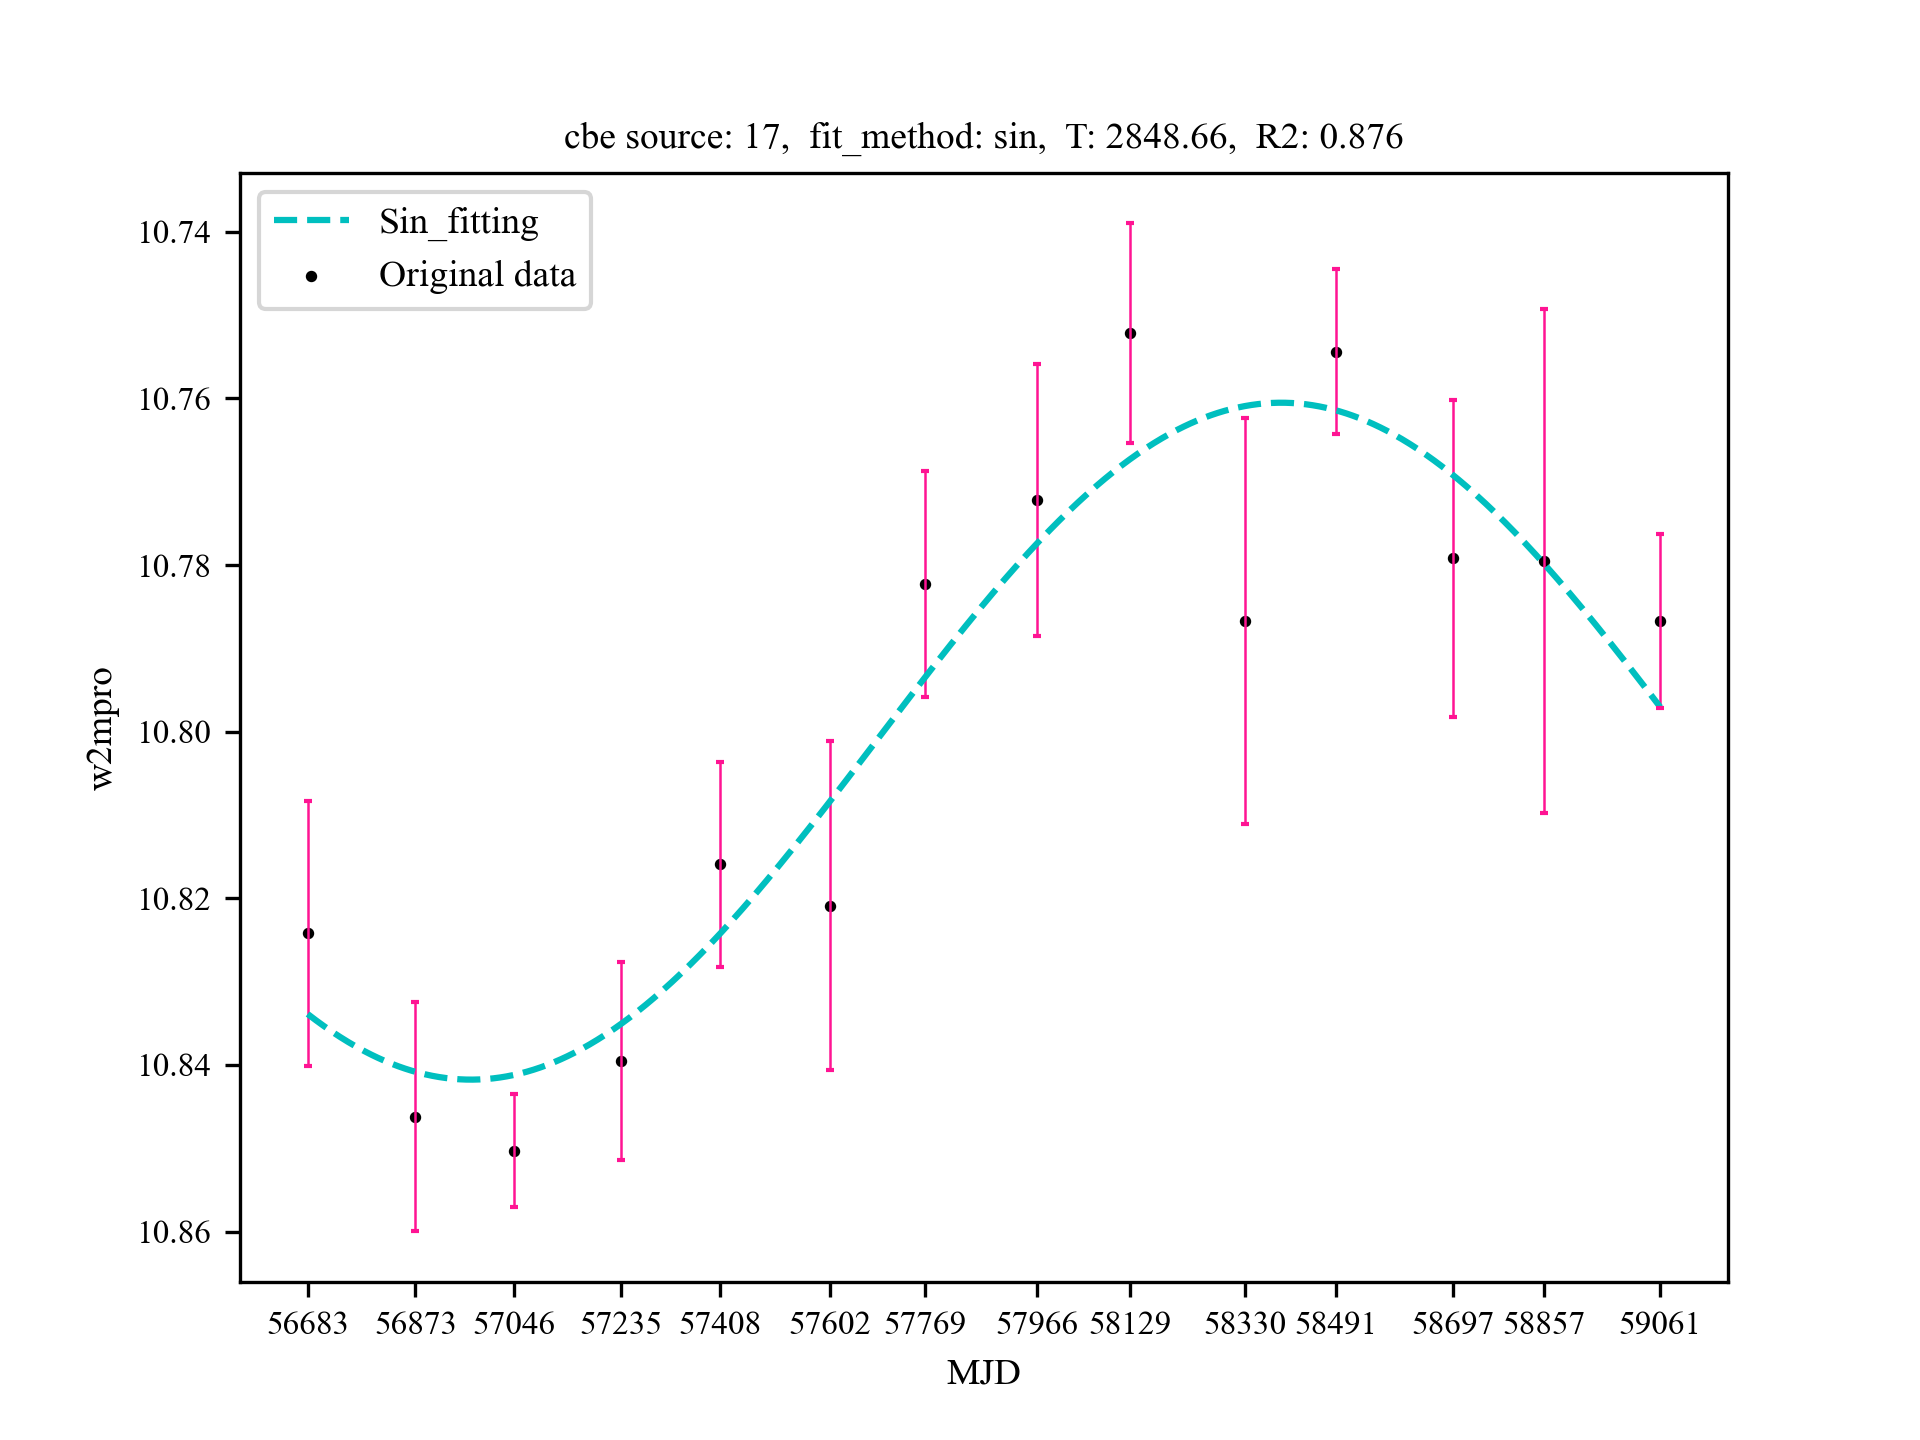 cbe source: 17,  fit_method: sin,  T: 2848.66,  R2: 0.876
Sin_fitting
Original data
10.74
10.76
10.78
10.80
10.82
10.84
10.86
w2mpro
56683 56873 57046 57235 57408 57602 57769 57966 58129 58330 58491 58697 58857 59061
MJD